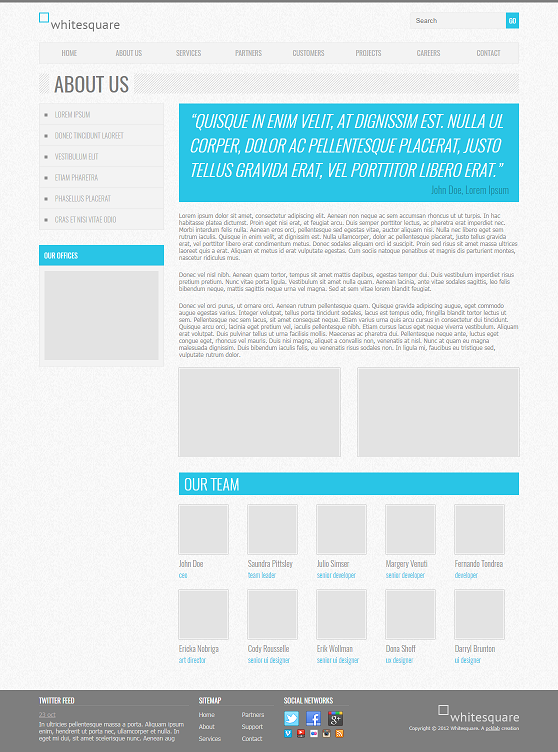 whitesquare
Search
GO
HOME
ABOUT US
SERVICES
PARTNERS
CUSTOMERS
PROJECTS
CAREERS
CONTACT
ABOUT US
LOREM IPSUM
DONEC TINCIDUNT LAOREET
VESTIBULUM ELIT
ETIAM PHARETRA
PHASELLUS PLACERAT
CRAS ET NISI VITAE ODIO
OUR OFFICES
“QUISQUE IN ENIM VELIT, AT DIGNISSIM EST. NULLA UL
CORPER, DOLOR AC PELLENTESQUE PLACERAT, JUSTO
TELLUS GRAVIDA ERAT, VEL PORTTITOR LIBERO ERAT.”
John Doe, Lorem Ipsum
Lorem ipsum dolor sit amet, consectetur adipiscing elit. Aenean non neque ac sem accumsan rhoncus ut ut turpis. In hac
habitasse platea dictumst. Proin eget nisi erat, et feugiat arcu. Duis semper porttitor lectus, ac pharetra erat imperdiet nec.
Morbi interdum felis nulla. Aenean eros orci, pellentesque sed egestas vitae, auctor aliquam nisi. Nulla nec libero eget sem
rutrum iaculis. Quisque in enim velit, at dignissim est. Nulla ullamcorper, dolor ac pellentesque placerat, justo tellus gravida
erat, vel porttitor libero erat condimentum metus. Donec sodales aliquam orci id suscipit. Proin sed risus sit amet massa ultrices
laoreet quis a erat. Aliquam et metus id erat vulputate egestas. Cum sociis natoque penatibus et magnis dis parturient montes,
nascetur ridiculus mus.
Donec vel nisl nibh. Aenean quam tortor, tempus sit amet mattis dapibus, egestas tempor dui. Duis vestibulum imperdiet risus
pretium pretium. Nunc vitae porta ligula. Vestibulum sit amet nulla quam. Aenean lacinia, ante vitae sodales sagittis, leo felis
bibendum neque, mattis sagittis neque urna vel magna. Sed at sem vitae lorem blandit feugiat.
Donec vel orci purus, ut ornare orci. Aenean rutrum pellentesque quam. Quisque gravida adipiscing augue, eget commodo
augue egestas varius. Integer volutpat, tellus porta tincidunt sodales, lacus est tempus odio, fringilla blandit tortor lectus ut
sem. Pellentesque nec sem lacus, sit amet consequat neque. Etiam varius urna quis arcu cursus in consectetur dui tincidunt.
Quisque arcu orci, lacinia eget pretium vel, iaculis pellentesque nibh. Etiam cursus lacus eget neque viverra vestibulum. Aliquam
erat volutpat. Duis pulvinar tellus ut urna facilisis mollis. Maecenas ac pharetra dui. Pellentesque neque ante, luctus eget
congue eget, rhoncus vel mauris. Duis nisi magna, aliquet a convallis non, venenatis at nisl. Nunc at quam eu magna
malesuada dignissim. Duis bibendum iaculis felis, eu venenatis risus sodales non. In ligula mi, faucibus eu tristique sed,
vulputate rutrum dolor.
OUR TEAM
John Doe
ceo
Saundra Pittsley
team leader
Julio Simser
senior developer
Margery Venuti
senior developer
Fernando Tondrea
developer
Ericka Nobriga
art director
Cody Rousselle
senior ui designer
Erik Wollman
senior ui designer
Dona Shoff
ux designer
Darryl Brunton
ui designer
TWITTER FEED
23 oct
In ultricies pellentesque massa a porta. Aliquam ipsum
enim, hendrerit ut porta nec, ullamcorper et nulla. In
eget mi dui, sit amet scelerisque nunc. Aenean aug
SITEMAP
Home
About
Services
Partners
Support
Contact
SOCIAL NETWORKS
whitesquare
Copyright © 2012 Whitesquare. A pcklab creation